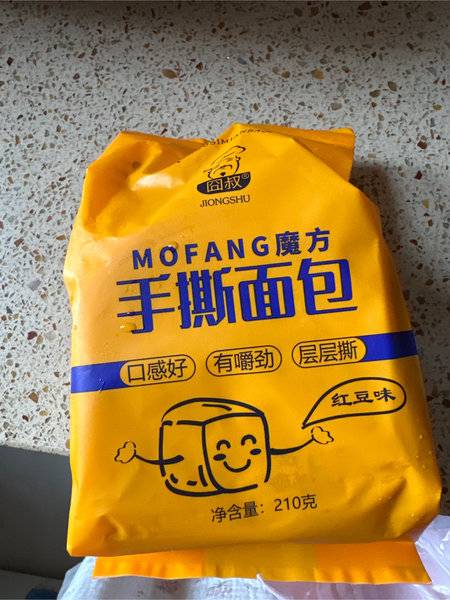 囧叔®
JIONGSHU
MOFANG魔方
手撕面包
口感好 有嚼劲 层层撕
红豆味
净含量：210克